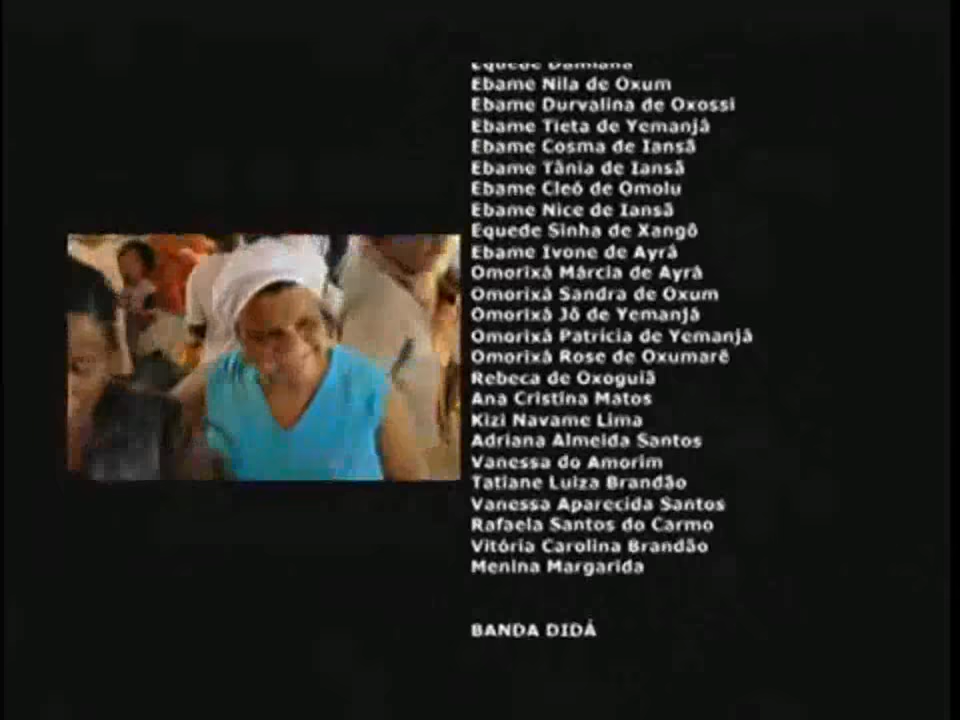 Equede Damiana
Ebame Nila de Oxum
Ebame Durvalina de Oxossi
Ebame Tieta de Yemanjá
Ebame Cosma de Iansã
Ebame Tânia de Iansã
Ebame Cleó de Omolu
Ebame Nice de Iansã
Equede Sinha de Xangô
Ebame Ivone de Ayrá
Omorixá Márcia de Ayrá
Omorixá Sandra de Oxum
Omorixá Jô de Yemanjá
Omorixá Patrícia de Yemanjá
Omorixá Rose de Oxumarê
Rebeca de Oxoguiã
Ana Cristina Matos
Kizi Navame Lima
Adriana Almeida Santos
Vanessa do Amorim
Tatiane Luiza Brandão
Vanessa Aparecida Santos
Rafaela Santos do Carmo
Vitória Carolina Brandão
Menina Margarida
BANDA DIDÁ